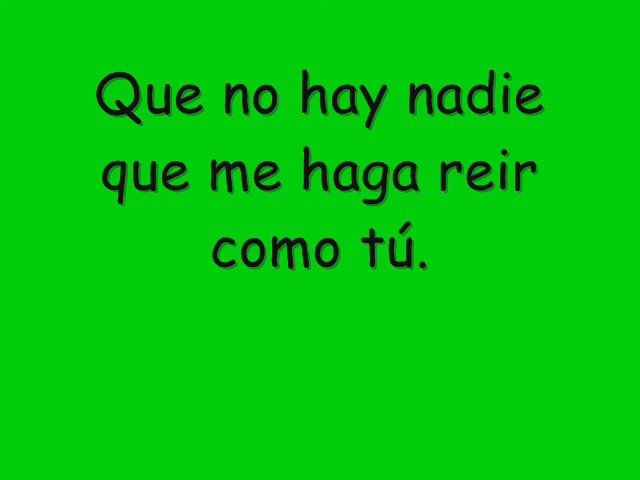 Que no hay nadie
que me haga reir
como tú.